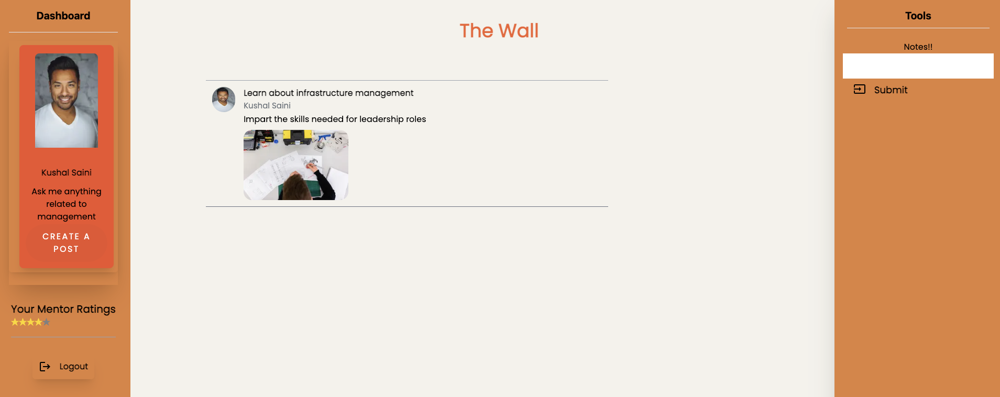 Dashboard
Kushal Saini
Ask me anything
related to
management
CREATE A
POST
Your Mentor Ratings
Logout
The Wall
Learn about infrastructure management
Kushal Saini
Impart the skills needed for leadership roles
Tools
Notes!!
Submit